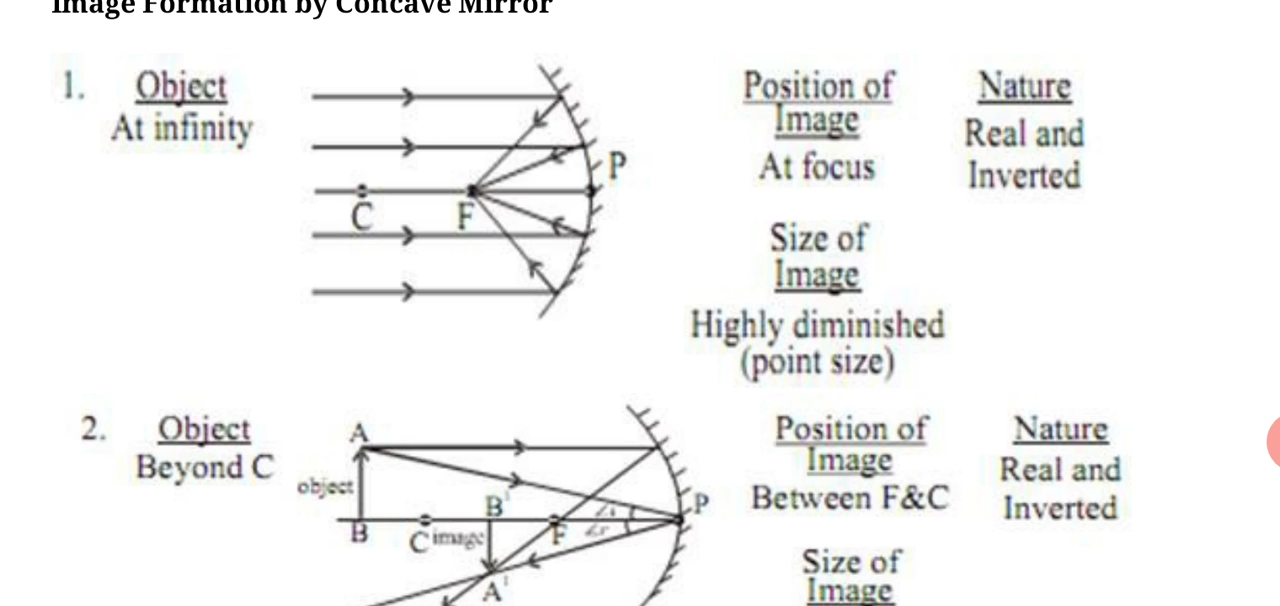 Image Formation by Concave Mirror
1. Object
At infinity
C
F
P
Position of
Image
At focus
Nature
Real and
Inverted
Size of
Image
Highly diminished
(point size)
2. Object
Beyond C
A
object
B
C
image
B'
A'
F
∠i
∠r
P
Position of
Image
Between F&C
Nature
Real and
Inverted
Size of
Image